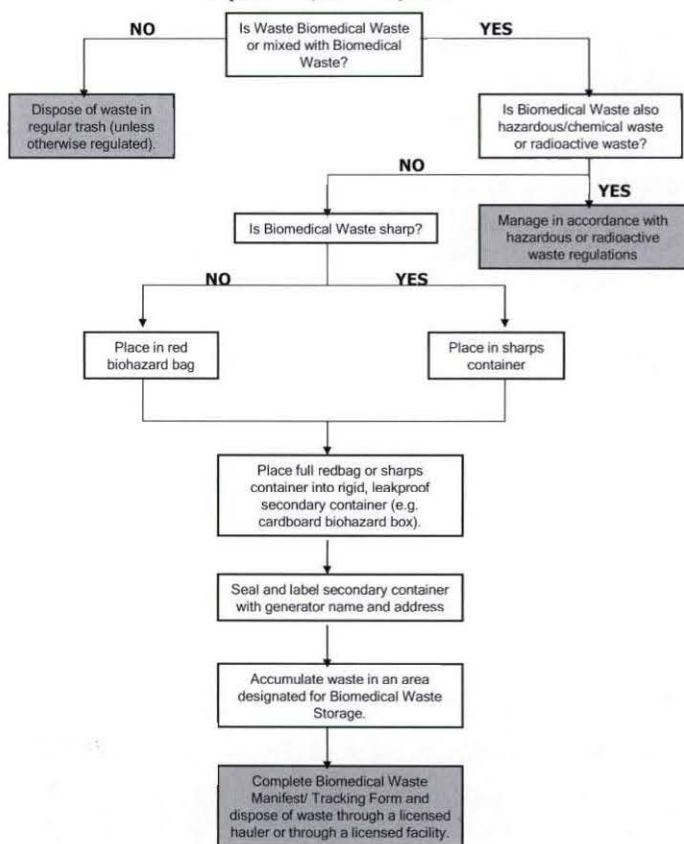 NO
Is Waste Biomedical Waste
or mixed with Biomedical
Waste?
YES
Dispose of waste in
regular trash (unless
otherwise regulated).
Is Biomedical Waste also
hazardous/chemical waste
or radioactive waste?
NO
YES
Is Biomedical Waste sharp?
Manage in accordance with
hazardous or radioactive
waste regulations
NO
YES
Place in red
biohazard bag
Place in sharps
container
Place full redbag or sharps
container into rigid, leakproof
secondary container (e.g.
cardboard biohazard box).
Seal and label secondary container
with generator name and address
Accumulate waste in an area
designated for Biomedical Waste
Storage.
Complete Biomedical Waste
Manifest/ Tracking Form and
dispose of waste through a licensed
hauler or through a licensed facility.